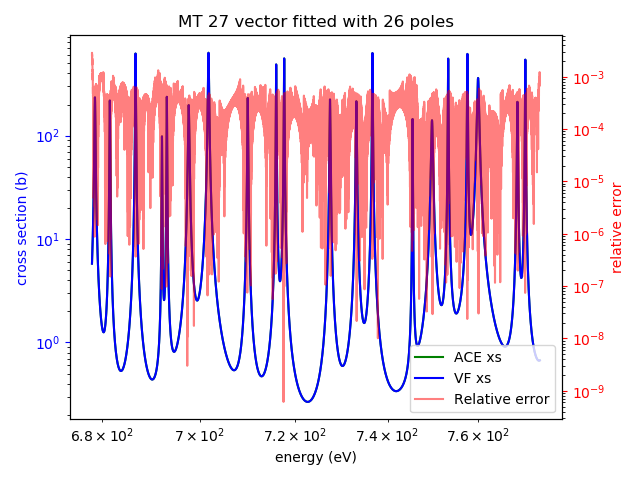 MT 27 vector fitted with 26 poles
cross section (b)
10²
10¹
10⁰
10⁻³
10⁻⁴
10⁻⁵
10⁻⁶
10⁻⁷
10⁻⁸
10⁻⁹
relative error
ACE xs
VF xs
Relative error
6.8 × 10² 7 × 10² 7.2 × 10² 7.4 × 10² 7.6 × 10²
energy (eV)